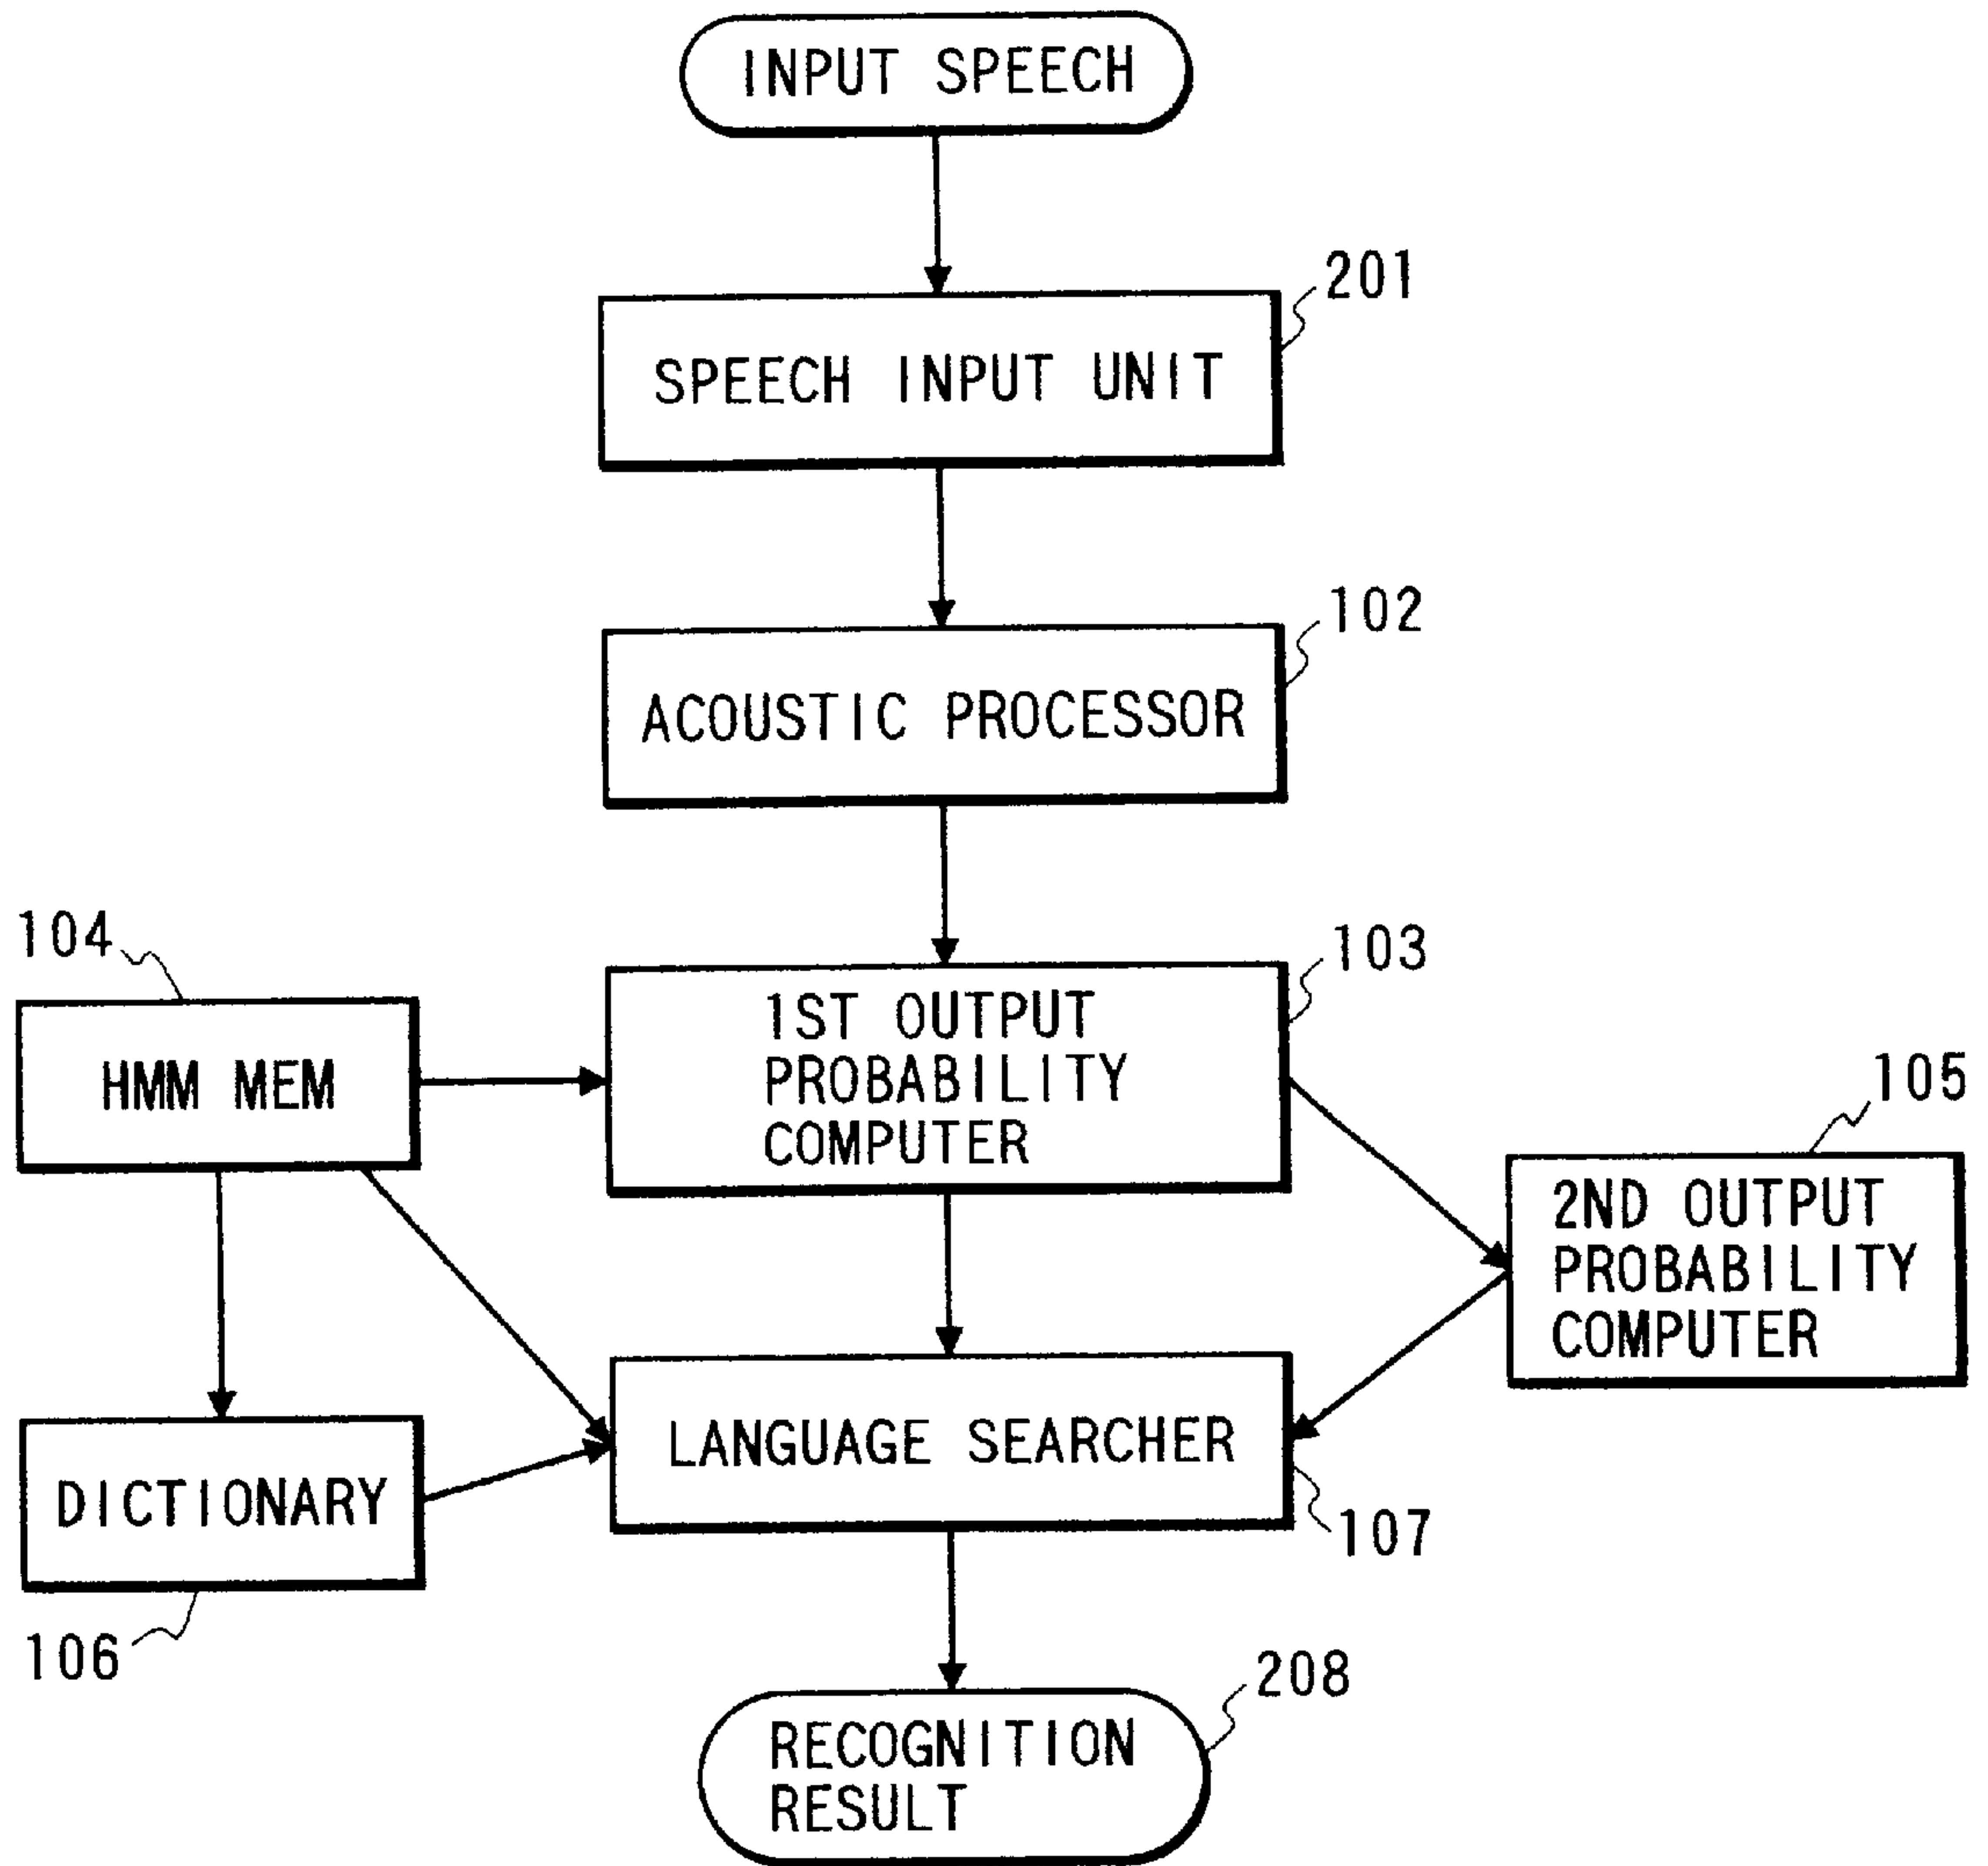 INPUT SPEECH
201
SPEECH INPUT UNIT
102
ACOUSTIC PROCESSOR
104
103
HMM MEM
1ST OUTPUT
PROBABILITY
COMPUTER
105
2ND OUTPUT
PROBABILITY
COMPUTER
LANGUAGE SEARCHER
DICTIONARY
107
106
208
RECOGNITION
RESULT